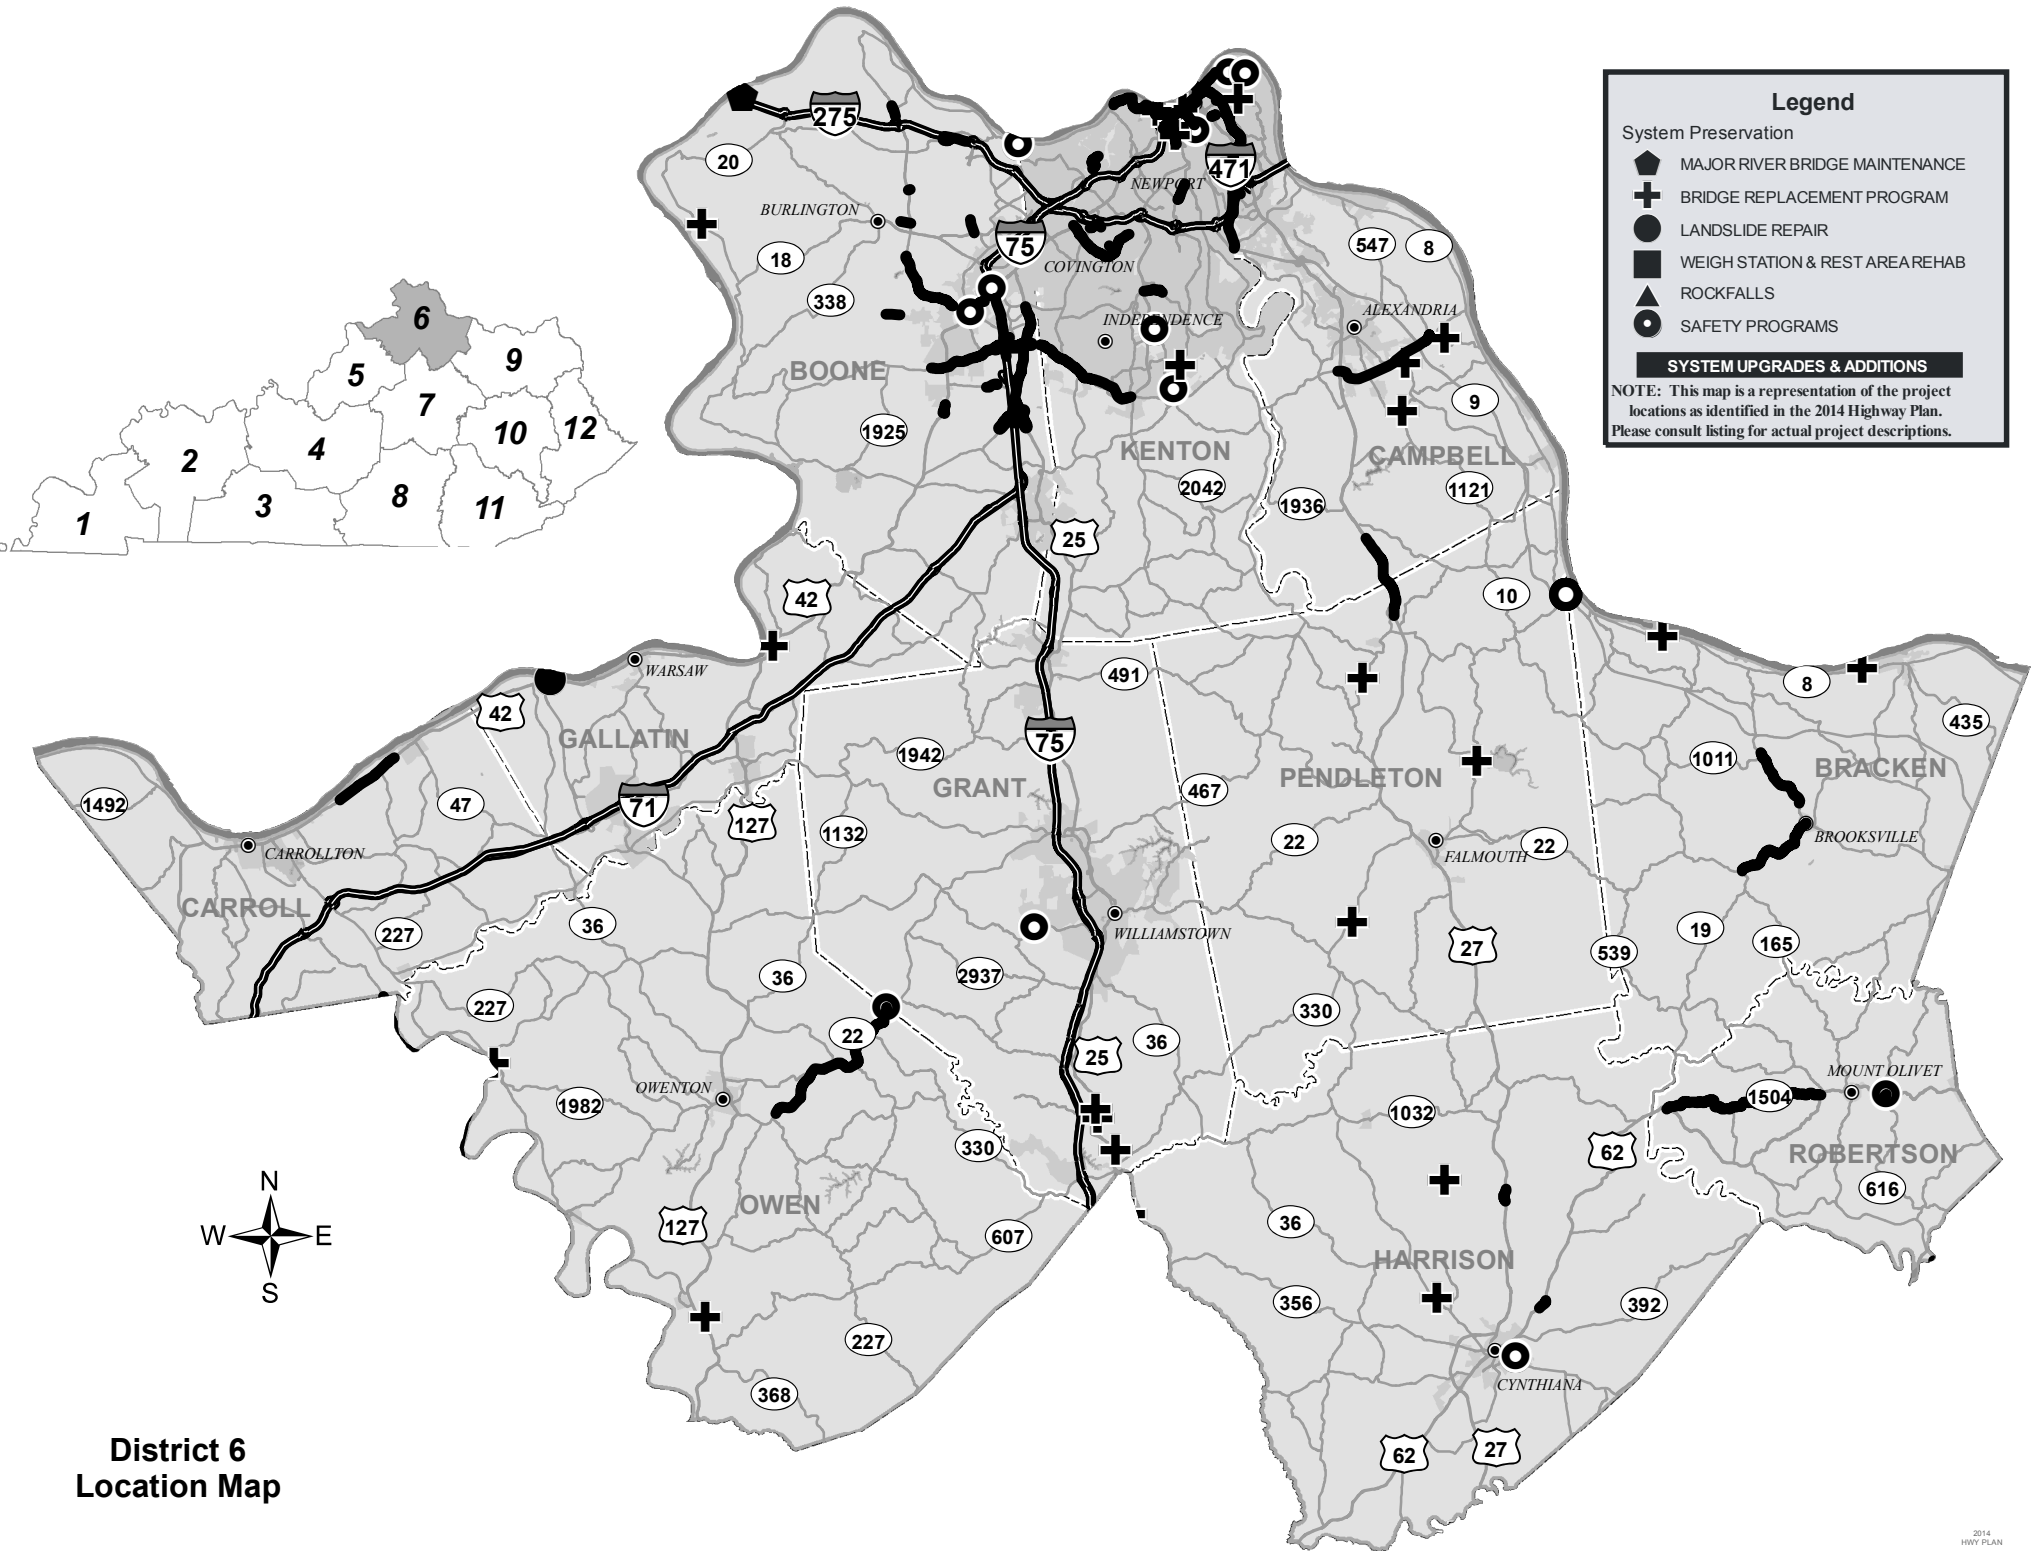 Legend
System Preservation
MAJOR RIVER BRIDGE MAINTENANCE
BRIDGE REPLACEMENT PROGRAM
LANDSLIDE REPAIR
WEIGH STATION & REST AREA REHAB
ROCKFALLS
SAFETY PROGRAMS
SYSTEM UPGRADES & ADDITIONS
NOTE: This map is a representation of the project
locations as identified in the 2014 Highway Plan.
Please consult listing for actual project descriptions.
275
471
20
NEWPORT
BURLINGTON
18
75
COVINGTON
547
8
338
INDEPENDENCE
ALEXANDRIA
BOONE
9
1925
KENTON
CAMPBELL
2042
1121
1936
25
42
10
6
9
5
7
12
10
4
2
8
3
11
1
WARSAW
491
8
42
435
GALLATIN
75
1942
1011
BRACKEN
GRANT
PENDLETON
467
1492
47
71
127
1132
22
FALMOUTH
22
BROOKSVILLE
CARROLLTON
CARROLL
227
36
WILLIAMSTOWN
27
19
165
539
36
2937
227
330
22
36
25
OWENTON
1982
MOUNT OLIVET
1504
1032
330
62
ROBERTSON
616
N
W
E
S
OWEN
127
607
36
HARRISON
356
392
227
368
CYNTHIANA
62
27
District 6
Location Map
2014
HWY PLAN